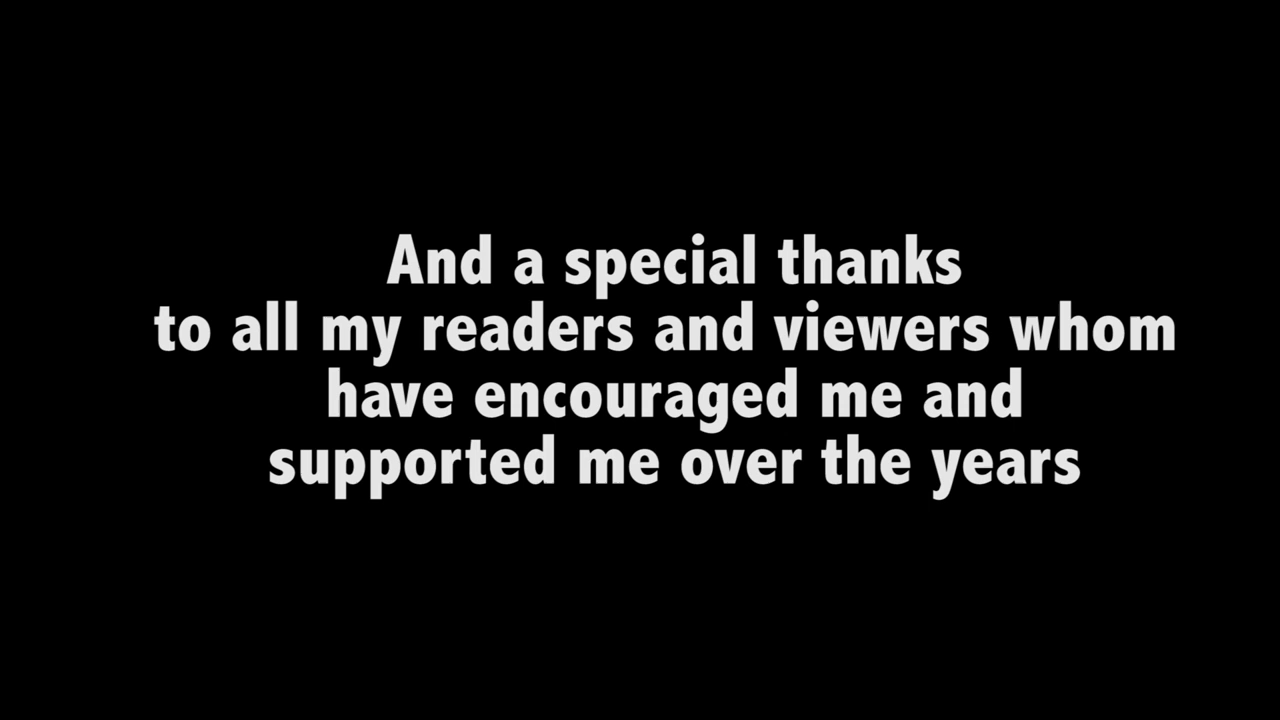 And a special thanks
to all my readers and viewers whom
have encouraged me and
supported me over the years